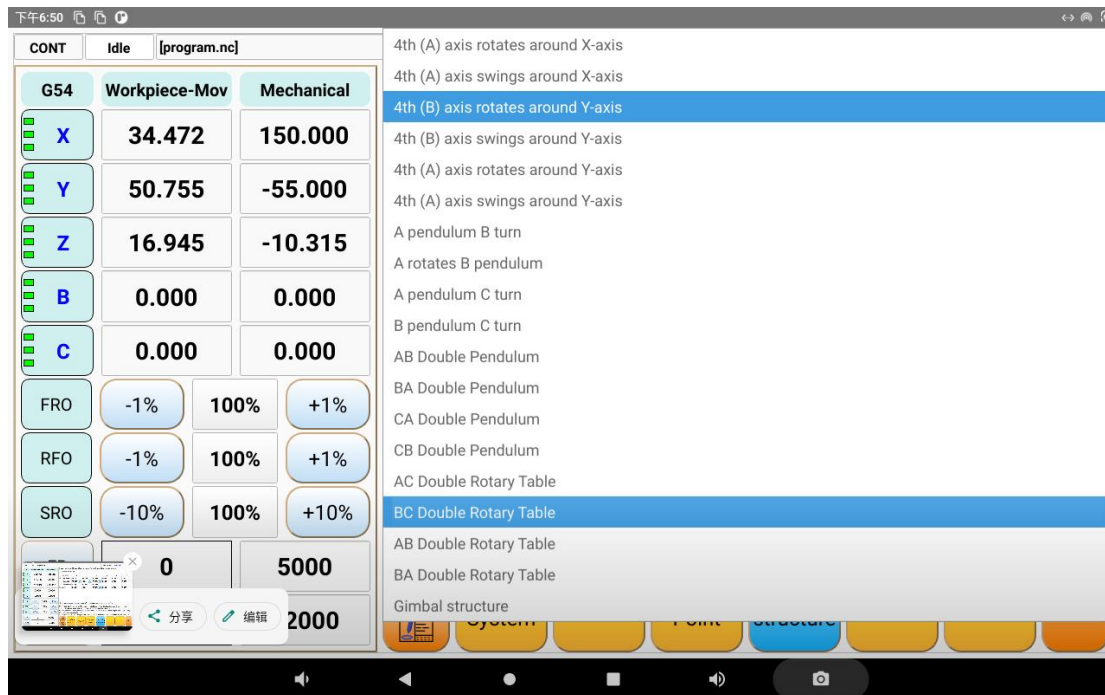 下午6:50
CONT Idle [program.nc]
G54 Workpiece-Mov Mechanical
X 34.472 150.000
Y 50.755 -55.000
Z 16.945 -10.315
B 0.000 0.000
C 0.000 0.000
FRO -1% 100% +1%
RFO -1% 100% +1%
SRO -10% 100% +10%
0 5000
分享 编辑 2000
4th (A) axis rotates around X-axis
4th (A) axis swings around X-axis
4th (B) axis rotates around Y-axis
4th (B) axis swings around Y-axis
4th (A) axis rotates around Y-axis
4th (A) axis swings around Y-axis
A pendulum B turn
A rotates B pendulum
A pendulum C turn
B pendulum C turn
AB Double Pendulum
BA Double Pendulum
CA Double Pendulum
CB Double Pendulum
AC Double Rotary Table
BC Double Rotary Table
AB Double Rotary Table
BA Double Rotary Table
Gimbal structure
System Point structure